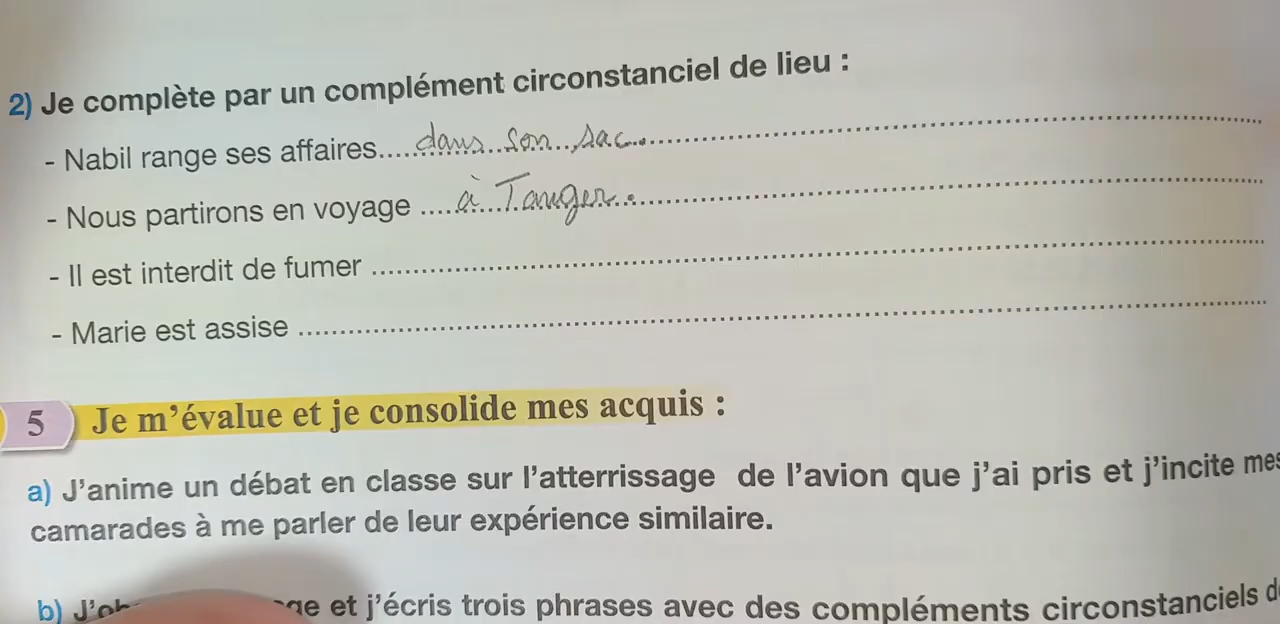 2) Je complète par un complément circonstanciel de lieu :
- Nabil range ses affaires....dans son sac.
- Nous partirons en voyage ....à Tanger.
- Il est interdit de fumer ....
- Marie est assise ....
5 Je m'évalue et je consolide mes acquis :
a) J'anime un débat en classe sur l'atterrissage de l'avion que j'ai pris et j'incite mes
camarades à me parler de leur expérience similaire.
b) et j'écris trois phrases avec des compléments circonstanciels